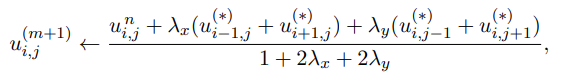 $u_{i,j}^{(m+1)} \leftarrow \frac{u_{i,j}^{n} + \lambda_x (u_{i-1,j}^{(*)} + u_{i+1,j}^{(*)}) + \lambda_y (u_{i,j-1}^{(*)} + u_{i,j+1}^{(*)})}{1 + 2\lambda_x + 2\lambda_y},$